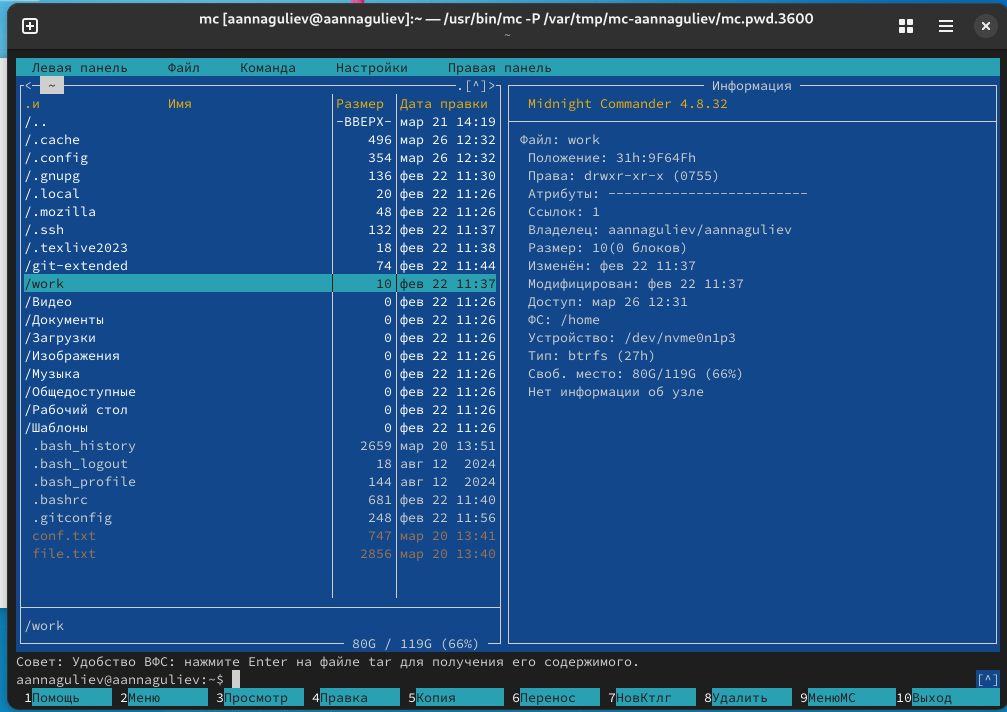 mc [aannaguliev@aannaguliev]:~ — /usr/bin/mc -P /var/tmp/mc-aannaguliev/mc.pwd.3600
~
Левая панель Файл Команда Настройки Правая панель
<─ ~ .[^]>
.и Имя Размер Дата правки
/.. -ВВЕРХ- мар 21 14:19
/.cache 496 мар 26 12:32
/.config 354 мар 26 12:32
/.gnupg 136 фев 22 11:30
/.local 20 фев 22 11:26
/.mozilla 48 фев 22 11:26
/.ssh 132 фев 22 11:37
/.texlive2023 18 фев 22 11:38
/git-extended 74 фев 22 11:44
/work 10 фев 22 11:37
/Видео 0 фев 22 11:26
/Документы 0 фев 22 11:26
/Загрузки 0 фев 22 11:26
/Изображения 0 фев 22 11:26
/Музыка 0 фев 22 11:26
/Общедоступные 0 фев 22 11:26
/Рабочий стол 0 фев 22 11:26
/Шаблоны 0 фев 22 11:26
.bash_history 2659 мар 20 13:51
.bash_logout 18 авг 12 2024
.bash_profile 144 авг 12 2024
.bashrc 681 фев 22 11:40
.gitconfig 248 фев 22 11:56
conf.txt 747 мар 20 13:41
file.txt 2856 мар 20 13:40
/work
80G / 119G (66%)
Информация
Midnight Commander 4.8.32
Файл: work
Положение: 31h:9F64Fh
Права: drwxr-xr-x (0755)
Атрибуты: -------------------------
Ссылок: 1
Владелец: aannaguliev/aannaguliev
Размер: 10(0 блоков)
Изменён: фев 22 11:37
Модифицирован: фев 22 11:37
Доступ: мар 26 12:31
ФС: /home
Устройство: /dev/nvme0n1p3
Тип: btrfs (27h)
Своб. место: 80G/119G (66%)
Нет информации об узле
Совет: Удобство ВФС: нажмите Enter на файле tar для получения его содержимого.
aannaguliev@aannaguliev:~$ [^]
1Помощь 2Меню 3Просмотр 4Правка 5Копия 6Перенос 7НовКтлг 8Удалить 9МенюMC 10Выход